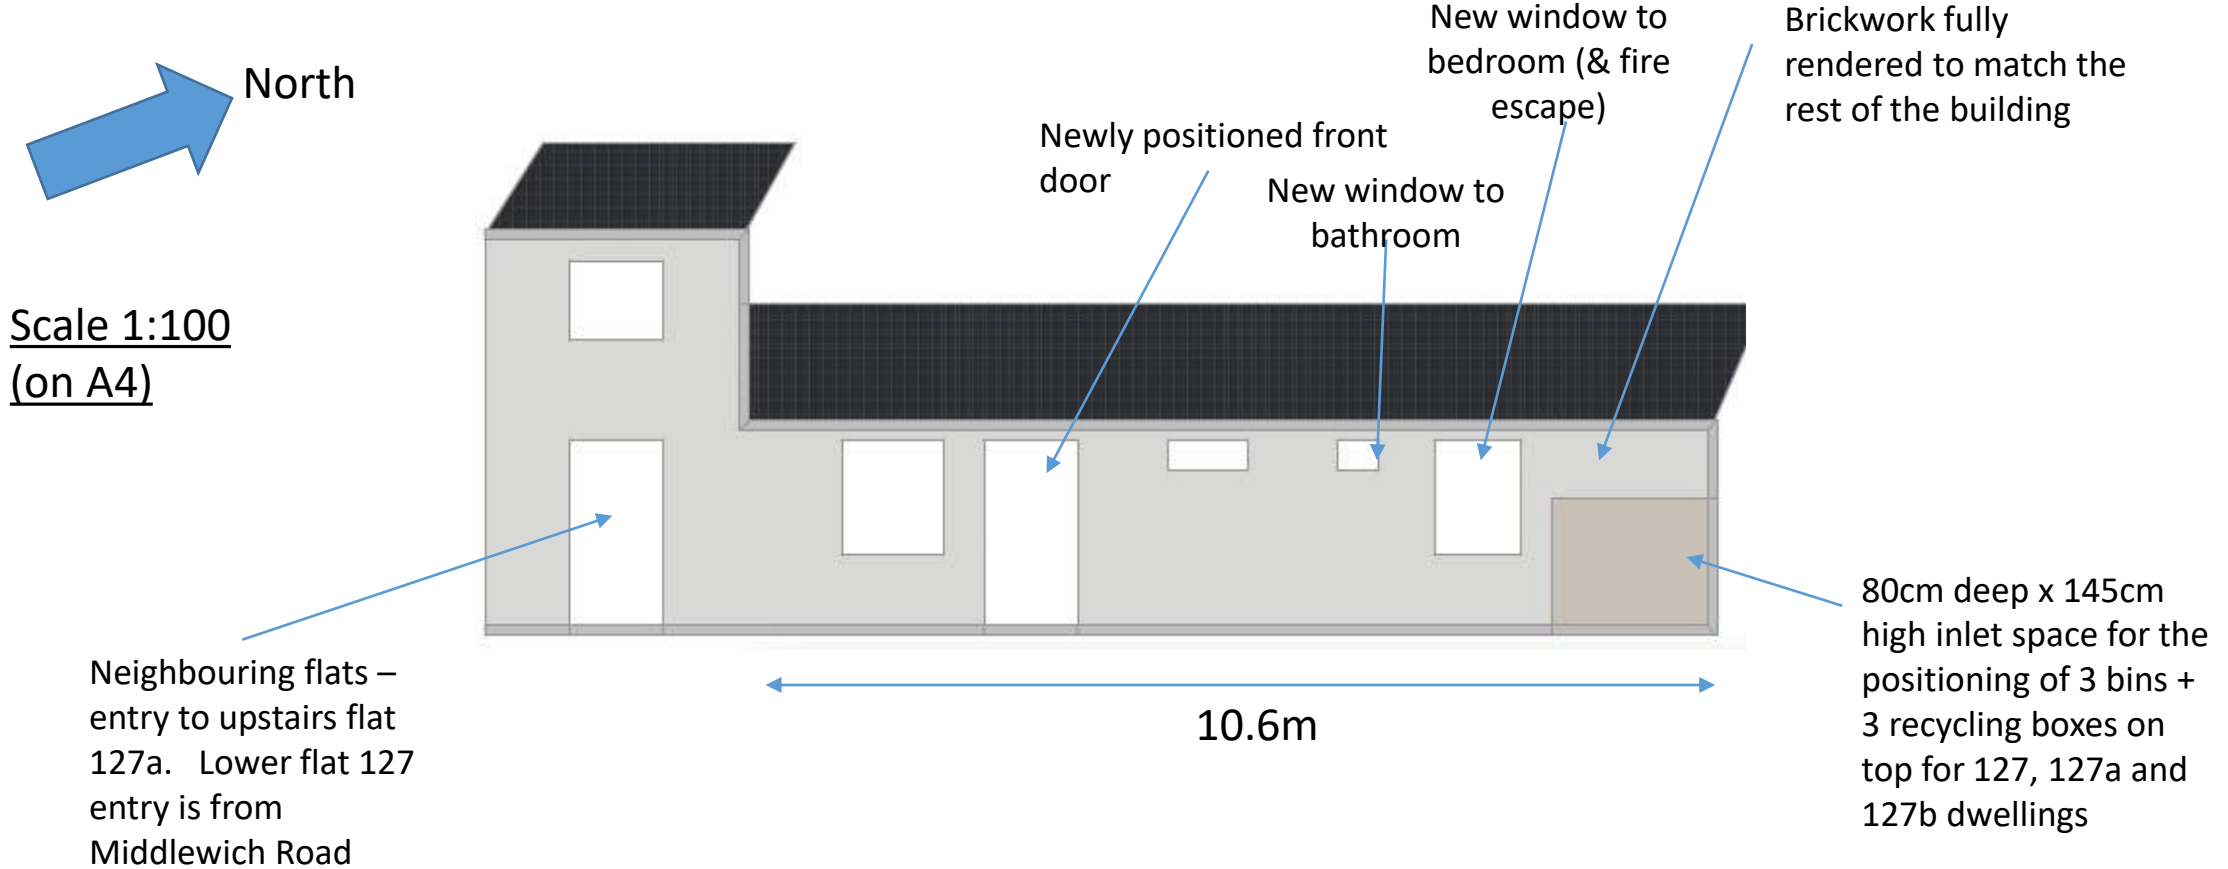 North
Scale 1:100
(on A4)
New window to
bedroom (& fire
escape)
Brickwork fully
rendered to match the
rest of the building
Newly positioned front
door
New window to
bathroom
Neighbouring flats –
entry to upstairs flat
127a.   Lower flat 127
entry is from
Middlewich Road
10.6m
80cm deep x 145cm
high inlet space for the
positioning of 3 bins +
3 recycling boxes on
top for 127, 127a and
127b dwellings